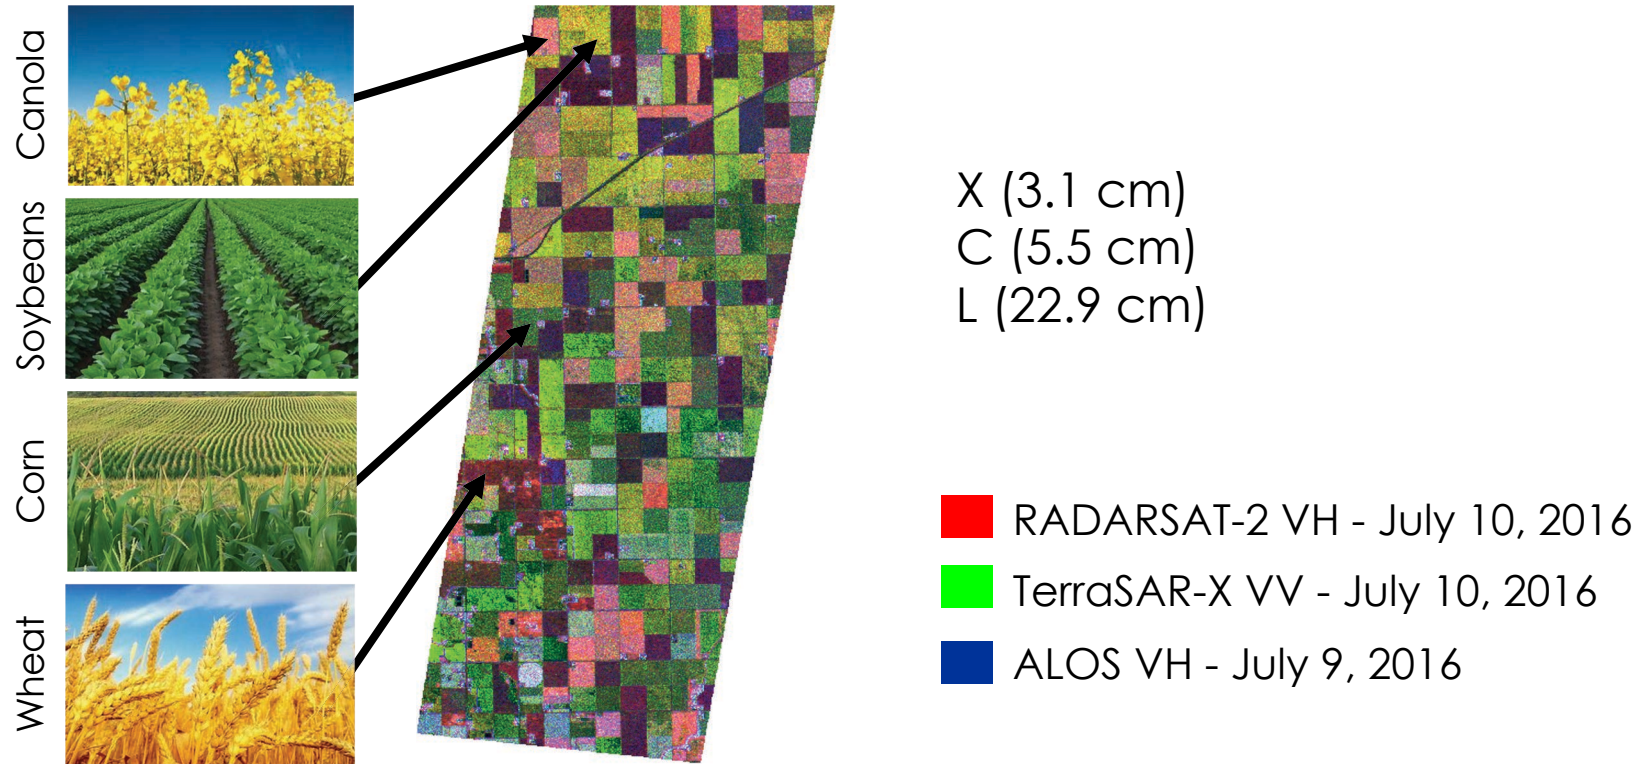 Canola
Soybeans
Corn
Wheat
X (3.1 cm)
C (5.5 cm)
L (22.9 cm)
RADARSAT-2 VH - July 10, 2016
TerraSAR-X VV - July 10, 2016
ALOS VH - July 9, 2016